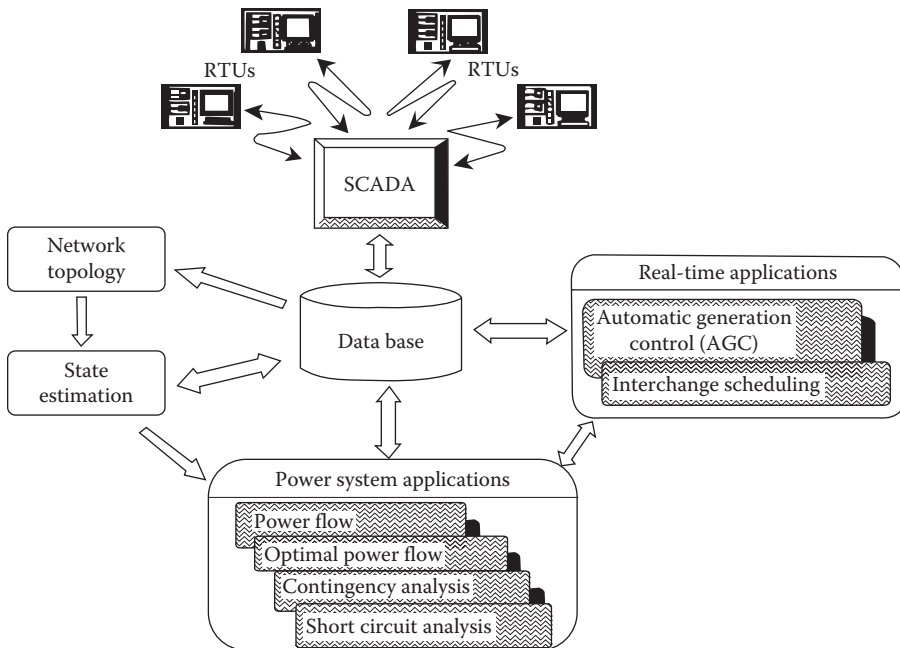 RTUs
RTUs
SCADA
Network
topology
Data base
State
estimation
Real-time applications
Automatic generation
control (AGC)
Interchange scheduling
Power system applications
Power flow
Optimal power flow
Contingency analysis
Short circuit analysis